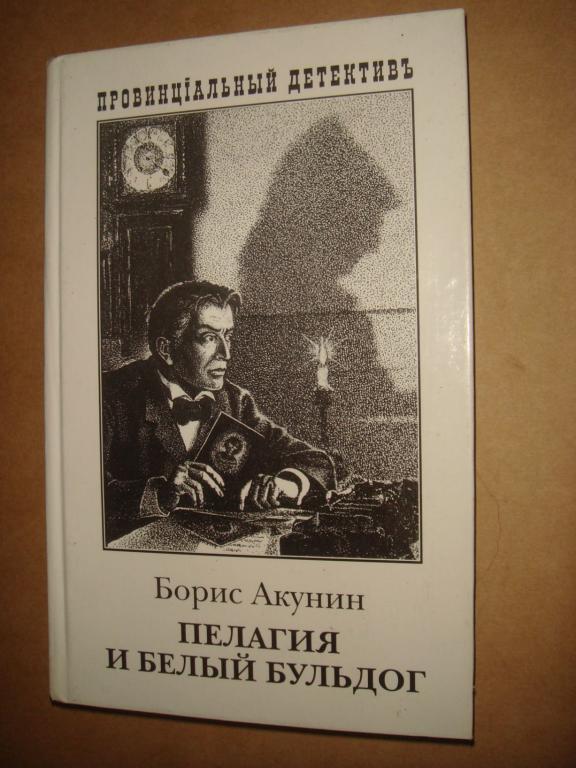 ПРОВИНЦІАЛЬНЫЙ ДЕТЕКТИВЪ
Борис Акунин
ПЕЛАГИЯ
И БЕЛЫЙ БУЛЬДОГ